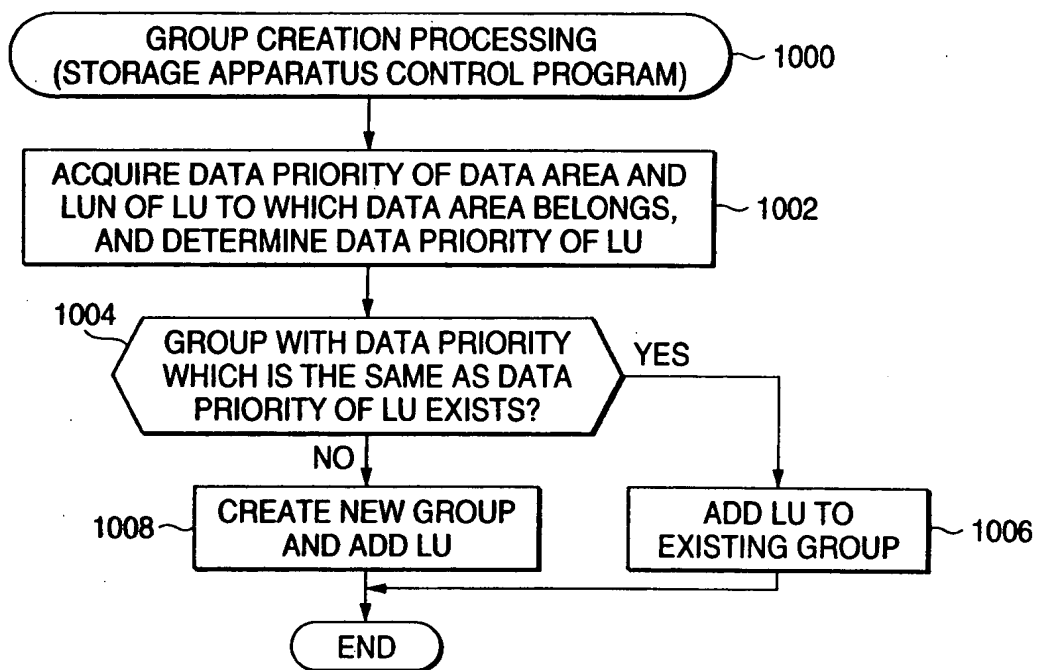 GROUP CREATION PROCESSING
(STORAGE APPARATUS CONTROL PROGRAM)
1000
ACQUIRE DATA PRIORITY OF DATA AREA AND
LUN OF LU TO WHICH DATA AREA BELONGS,
AND DETERMINE DATA PRIORITY OF LU
1002
1004
GROUP WITH DATA PRIORITY
WHICH IS THE SAME AS DATA
PRIORITY OF LU EXISTS?
YES
NO
1008
CREATE NEW GROUP
AND ADD LU
ADD LU TO
EXISTING GROUP
1006
END